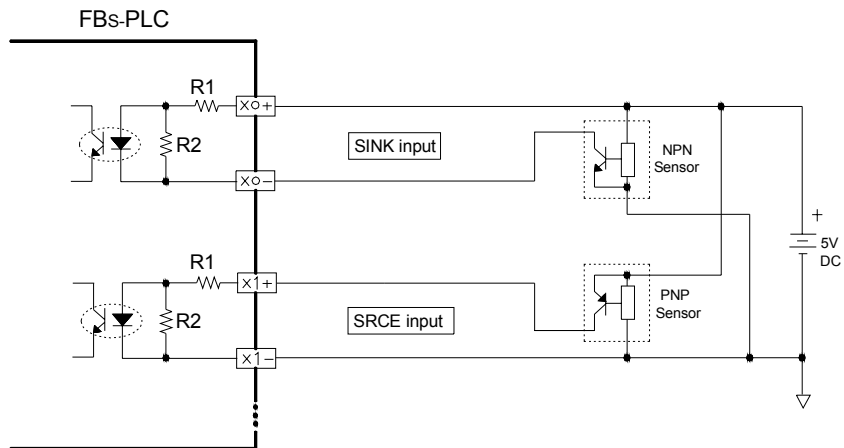 FBs-PLC
R1
X0+
R2
SINK input
NPN
Sensor
X0-
+
5V
DC
R1
X1+
R2
SRCE input
PNP
Sensor
X1-